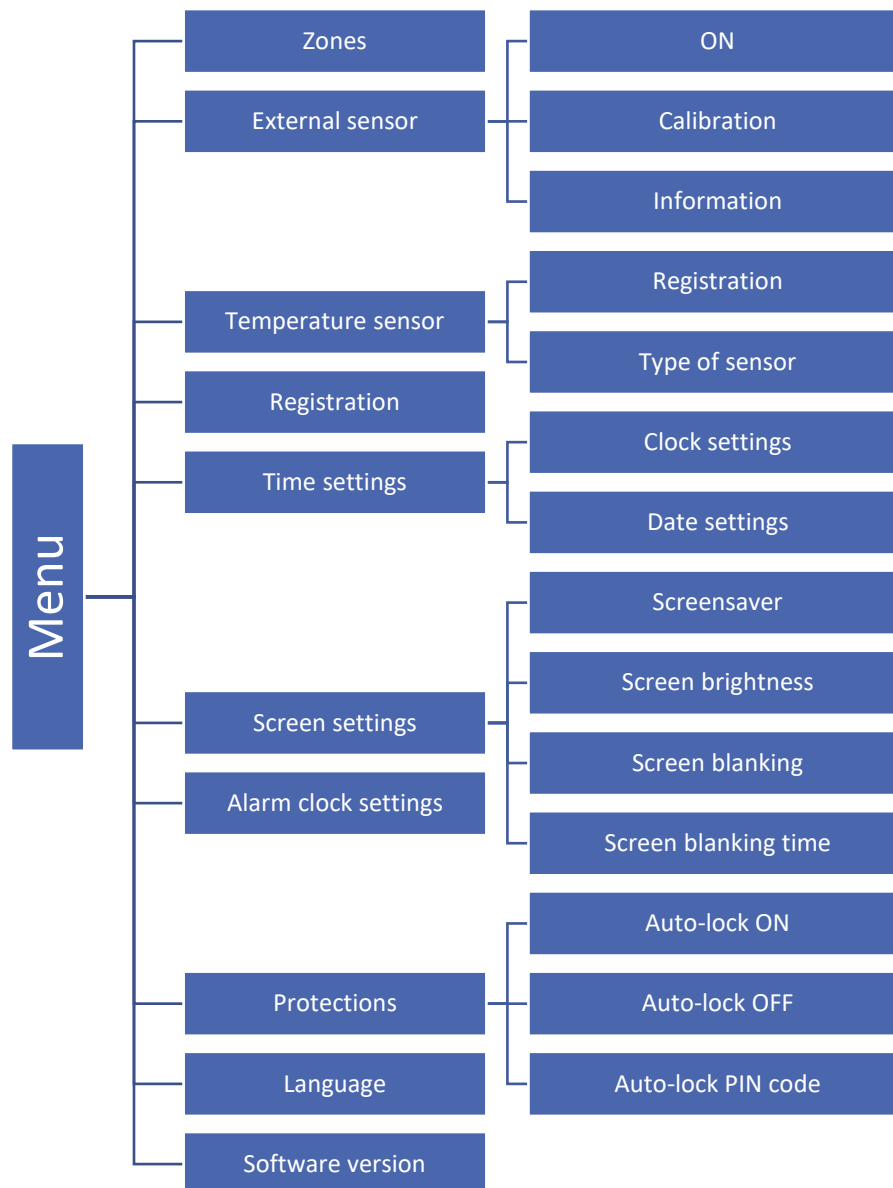 Menu
Zones
External sensor
ON
Calibration
Information
Temperature sensor
Registration
Type of sensor
Registration
Time settings
Clock settings
Date settings
Screen settings
Screensaver
Screen brightness
Screen blanking
Screen blanking time
Alarm clock settings
Protections
Auto-lock ON
Auto-lock OFF
Auto-lock PIN code
Language
Software version